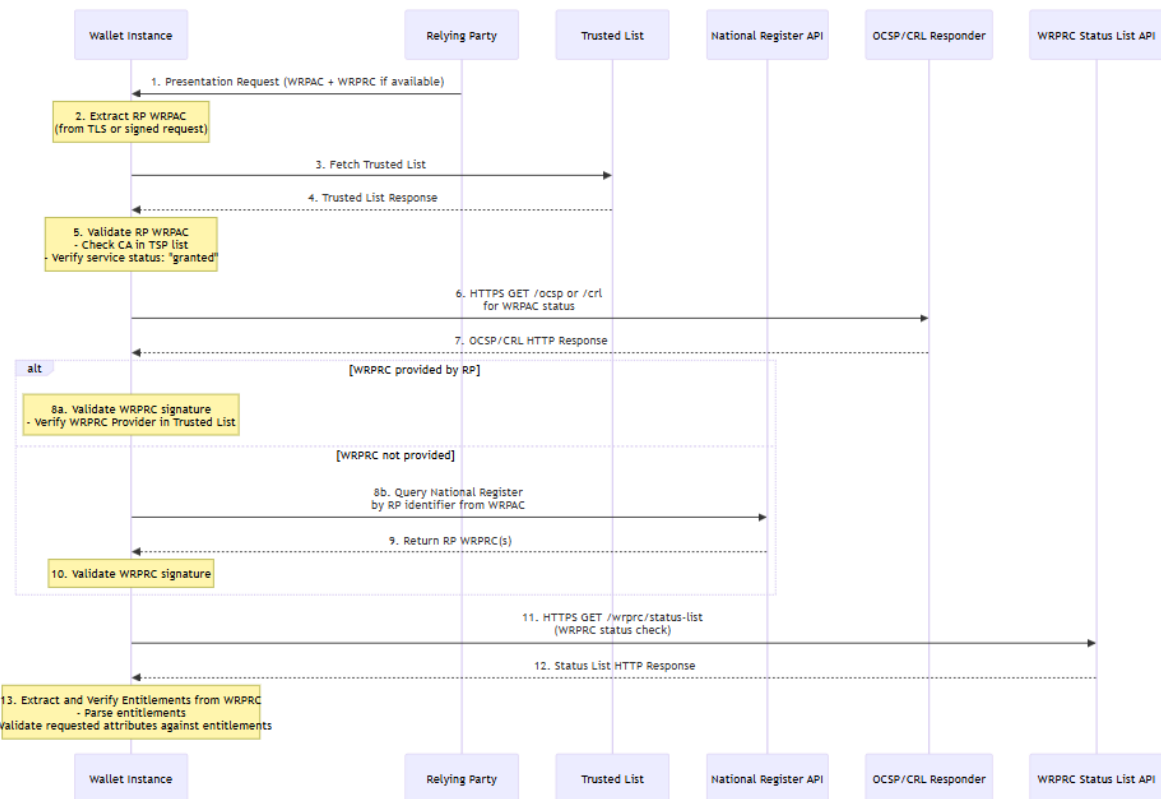 Wallet Instance
Relying Party
Trusted List
National Register API
OCSP/CRL Responder
WRPRC Status List API
1. Presentation Request (WRPAC + WRPRC if available)
2. Extract RP WRPAC
(from TLS or signed request)
3. Fetch Trusted List
4. Trusted List Response
5. Validate RP WRPAC
- Check CA in TSP list
- Verify service status: "granted"
6. HTTPS GET /ocsp or /crl
for WRPAC status
7. OCSP/CRL HTTP Response
alt
[WRPRC provided by RP]
8a. Validate WRPRC signature
- Verify WRPRC Provider in Trusted List
[WRPRC not provided]
8b. Query National Register
by RP identifier from WRPAC
9. Return RP WRPRC(s)
10. Validate WRPRC signature
11. HTTPS GET /wrprc/status-list
(WRPRC status check)
12. Status List HTTP Response
13. Extract and Verify Entitlements from WRPRC
- Parse entitlements
Validate requested attributes against entitlements
Wallet Instance
Relying Party
Trusted List
National Register API
OCSP/CRL Responder
WRPRC Status List API